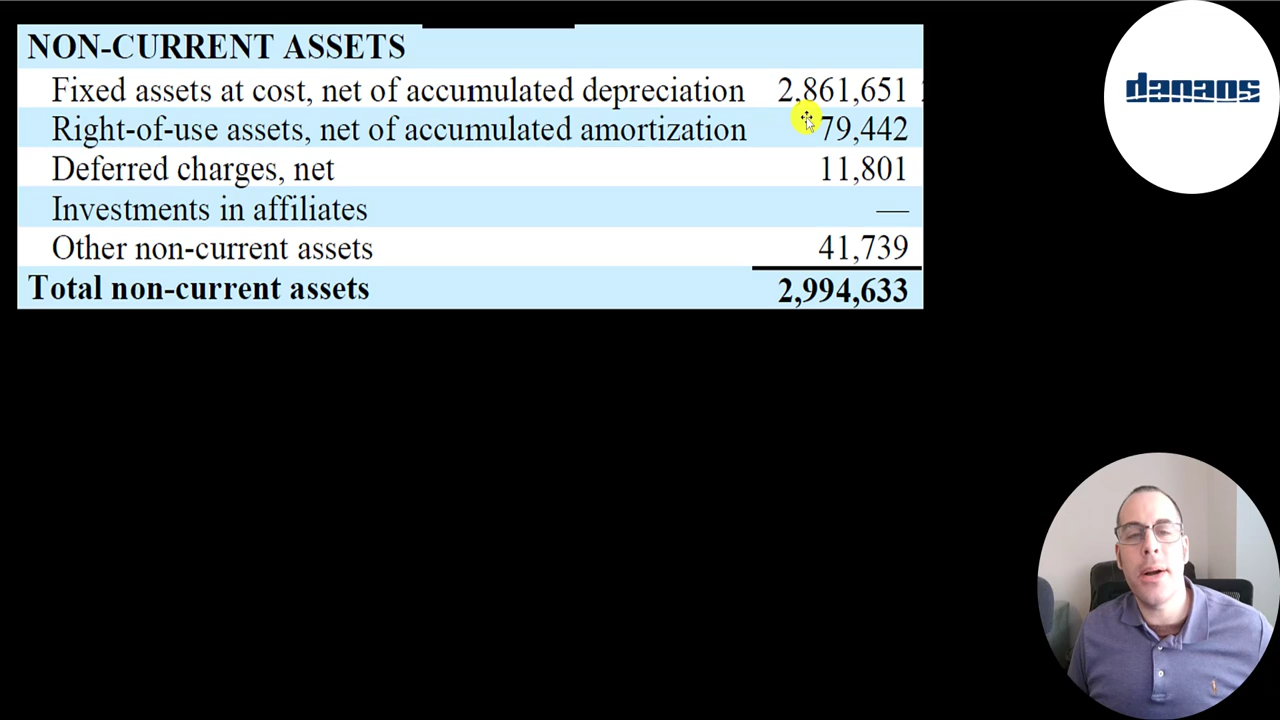 NON-CURRENT ASSETS
Fixed assets at cost, net of accumulated depreciation 2,861,651
Right-of-use assets, net of accumulated amortization 79,442
Deferred charges, net 11,801
Investments in affiliates —
Other non-current assets 41,739
Total non-current assets 2,994,633
danaos